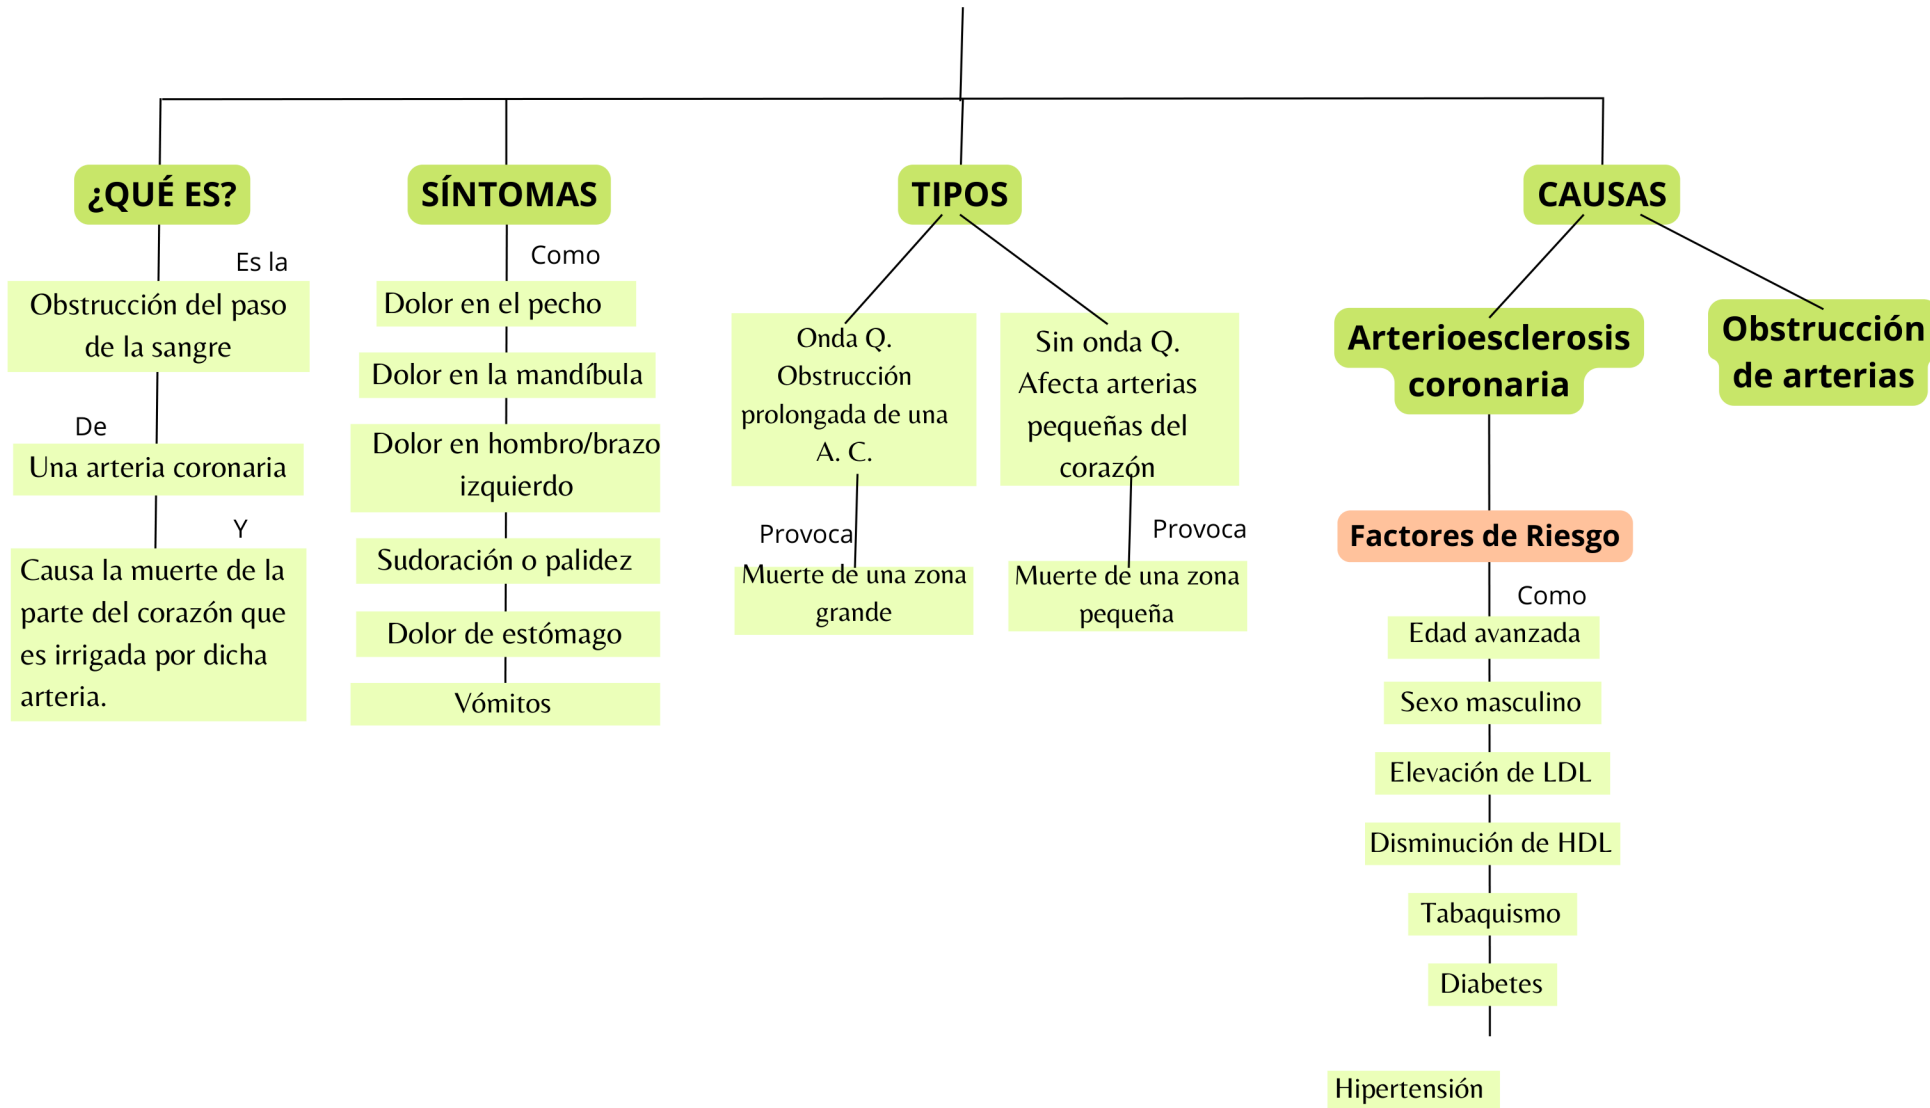 ¿QUÉ ES?
Es la
Obstrucción del paso
de la sangre
De
Una arteria coronaria
Y
Causa la muerte de la
parte del corazón que
es irrigada por dicha
arteria.
SÍNTOMAS
Como
Dolor en el pecho
Dolor en la mandíbula
Dolor en hombro/brazo
izquierdo
Sudoración o palidez
Dolor de estómago
Vómitos
TIPOS
Onda Q.
Obstrucción
prolongada de una
A. C.
Provoca
Muerte de una zona
grande
Sin onda Q.
Afecta arterias
pequeñas del
corazón
Provoca
Muerte de una zona
pequeña
CAUSAS
Arterioesclerosis
coronaria
Factores de Riesgo
Como
Edad avanzada
Sexo masculino
Elevación de LDL
Disminución de HDL
Tabaquismo
Diabetes
Hipertensión
Obstrucción
de arterias